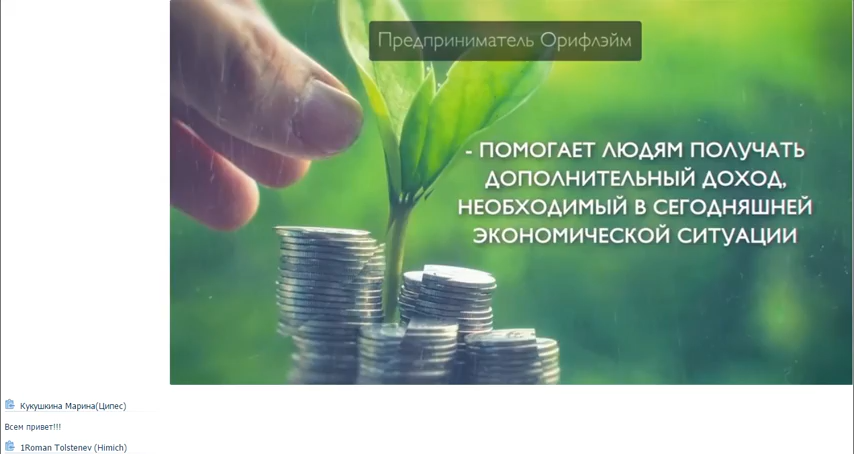 Предприниматель Орифлэйм
- ПОМОГАЕТ ЛЮДЯМ ПОЛУЧАТЬ
ДОПОЛНИТЕЛЬНЫЙ ДОХОД,
НЕОБХОДИМЫЙ В СЕГОДНЯШНЕЙ
ЭКОНОМИЧЕСКОЙ СИТУАЦИИ
Кукушкина Марина(Ципес)
Всем привет!!!
1Roman Tolstenev (Himich)